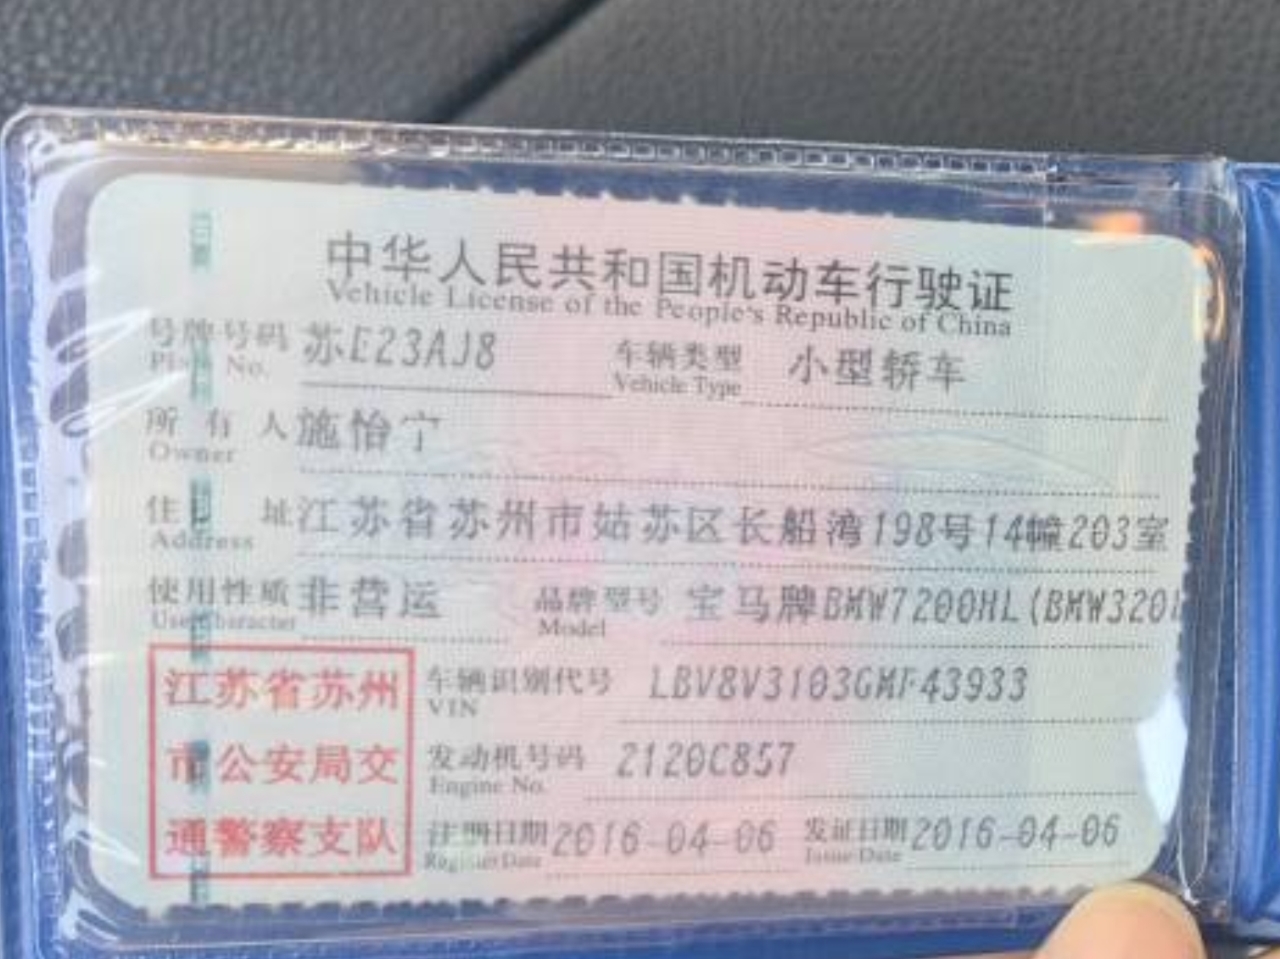 中华人民共和国机动车行驶证
Vehicle License of the People's Republic of China
号牌号码 苏E23AJ8 车辆类型 小型轿车
Plate No. Vehicle Type
所有人 施怡宁
Owner
住址 江苏省苏州市姑苏区长船湾198号14幢203室
Address
使用性质 非营运 品牌型号 宝马牌BMW7200HL(BMW320
Use Character Model
江苏省苏州
市公安局交
通警察支队
车辆识别代号 LBV8V3103GMF43933
VIN
发动机号码 2120C857
Engine No.
注册日期 2016-04-06 发证日期 2016-04-06
Register Date Issue Date